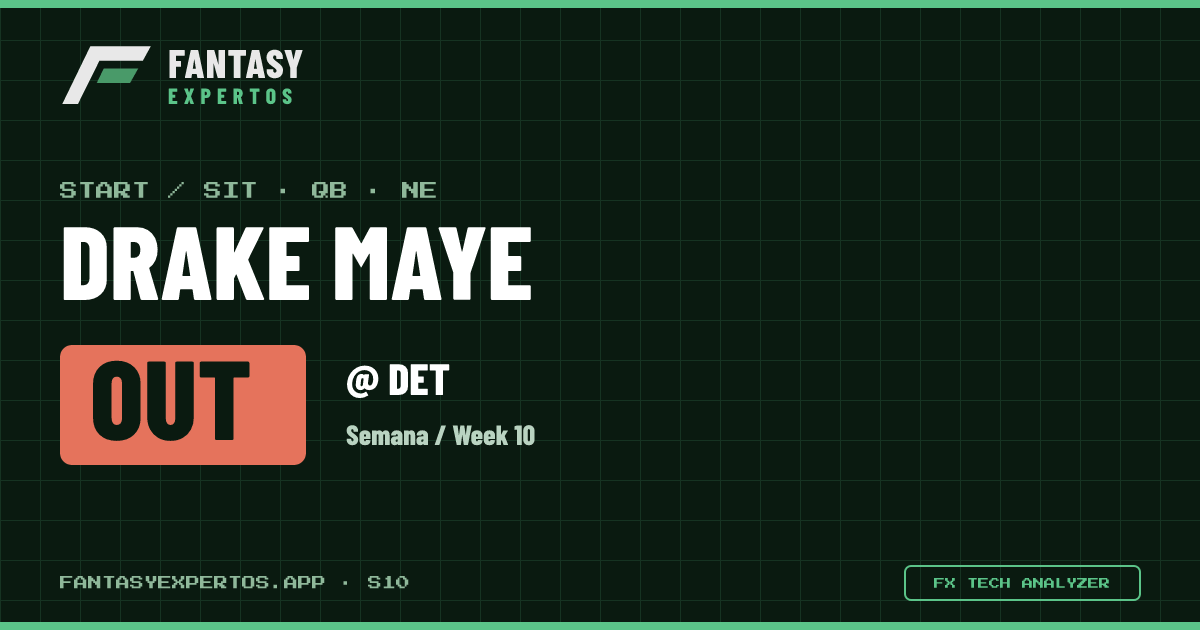 FANTASY
EXPERTOS
START / SIT · QB · NE
DRAKE MAYE
OUT
@ DET
Semana / Week 10
FANTASYEXPERTOS.APP · S10
FX TECH ANALYZER